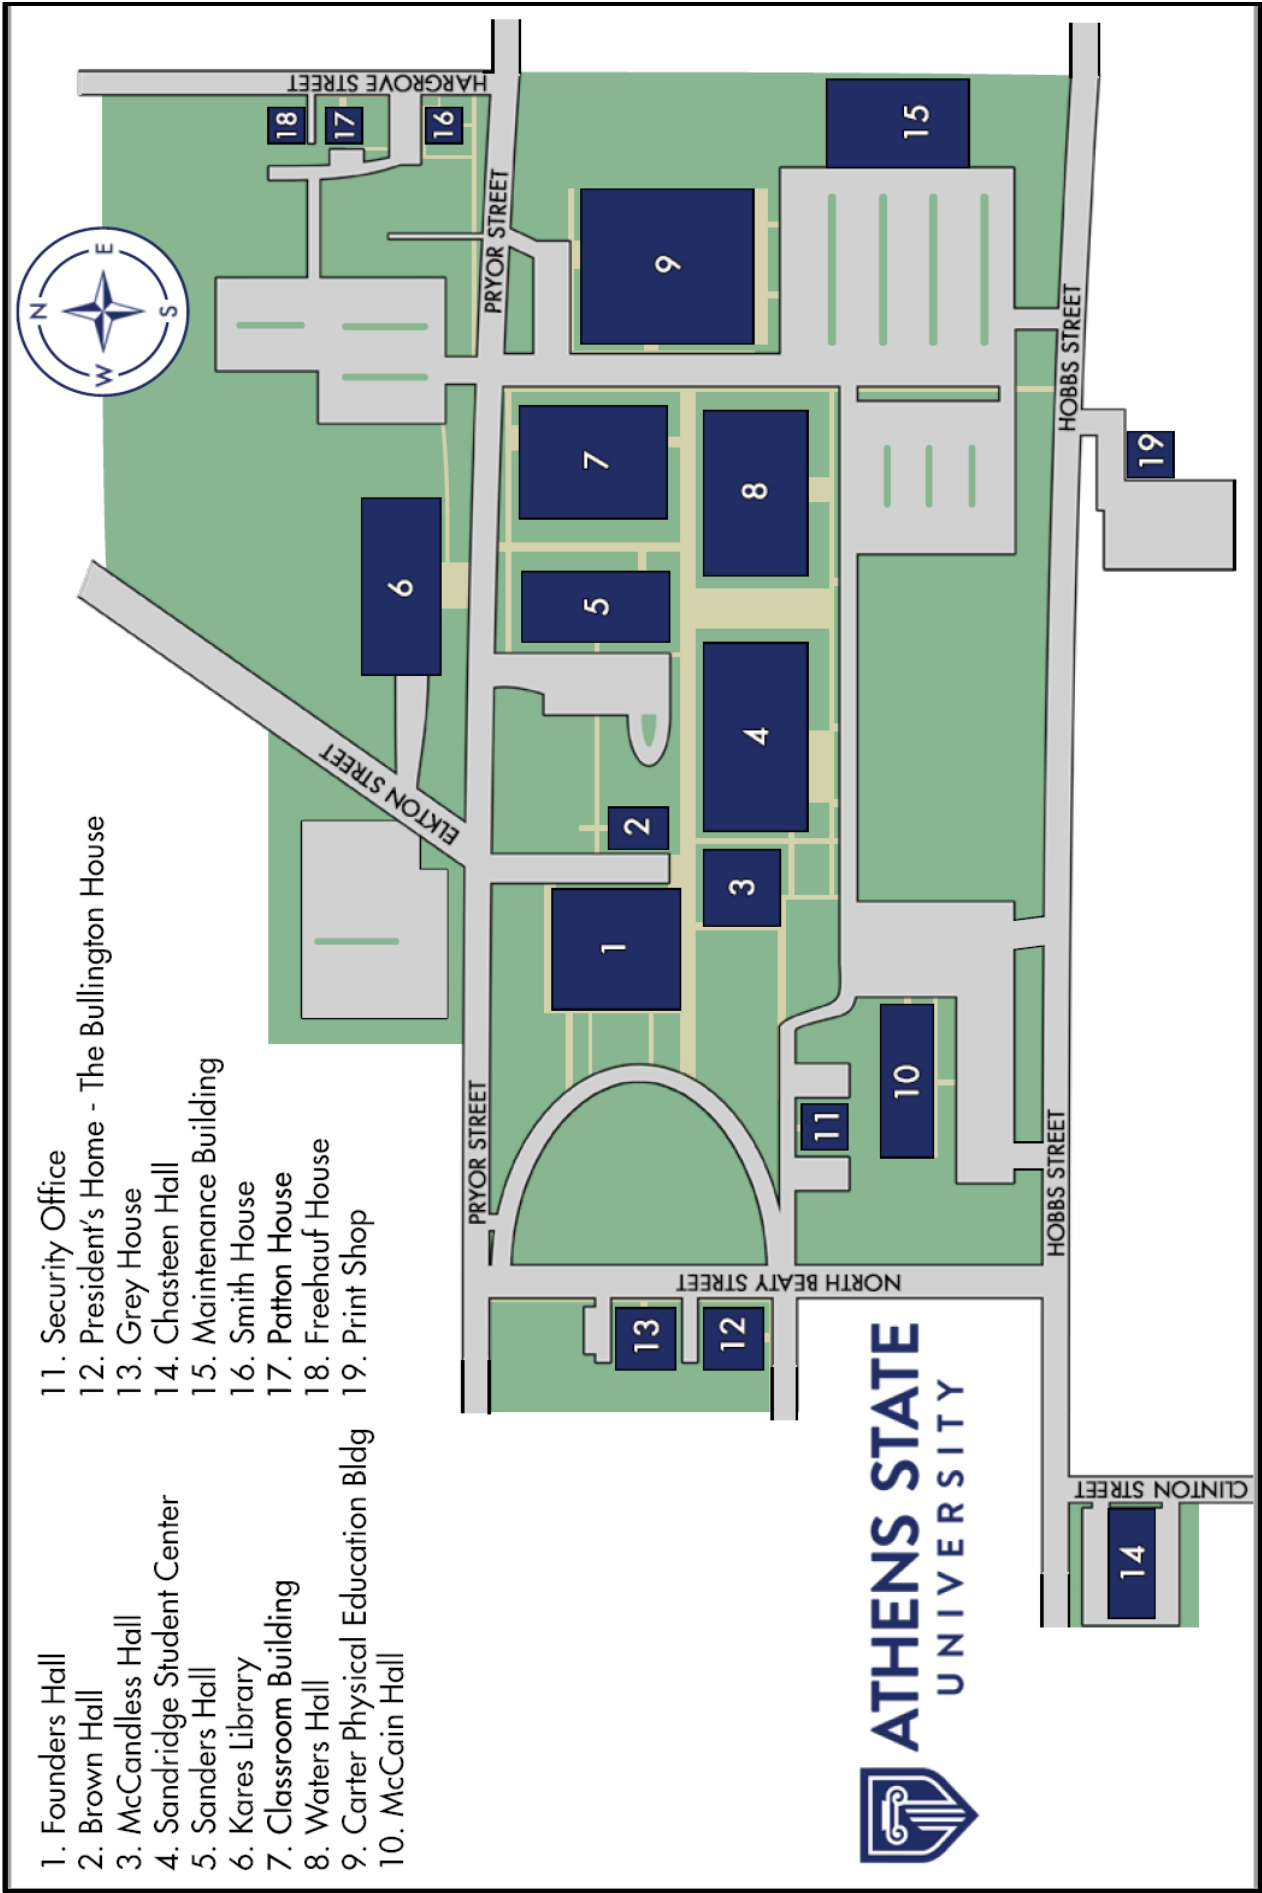 1. Founders Hall
2. Brown Hall
3. McCandless Hall
4. Sandridge Student Center
5. Sanders Hall
6. Kares Library
7. Classroom Building
8. Waters Hall
9. Carter Physical Education Bldg
10. McCain Hall
11. Security Office
12. President's Home - The Bullington House
13. Grey House
14. Chasteen Hall
15. Maintenance Building
16. Smith House
17. Patton House
18. Freehauf House
19. Print Shop
N
E
S
W
ELKTON STREET
HARGROVE STREET
18
17
16
6
PRYOR STREET
PRYOR STREET
13
12
1
2
5
7
9
3
4
8
NORTH BEATY STREET
11
10
15
HOBBS STREET
HOBBS STREET
14
CLINTON STREET
19
ATHENS STATE
UNIVERSITY